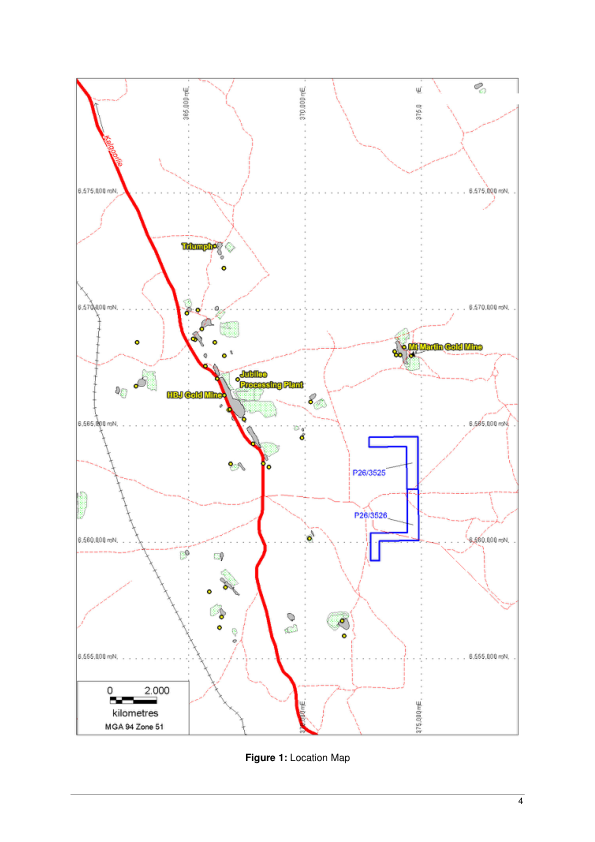 365,000 mE
370,000 mE
375,0
E
Kalgoorlie
6,575,000 mN
6,575,000 mN
Triumph
6,570,000 mN
6,570,000 mN
Mt Martin Gold Mine
Jubilee
Processing Plant
HBJ Gold Mine
6,565,000 mN
6,565,000 mN
P26/3525
P26/3526
6,560,000 mN
6,560,000 mN
6,555,000 mN
6,555,000 mN
0 2.000
kilometres
MGA 94 Zone 51
370,000 mE
375,000 mE
Figure 1: Location Map
4